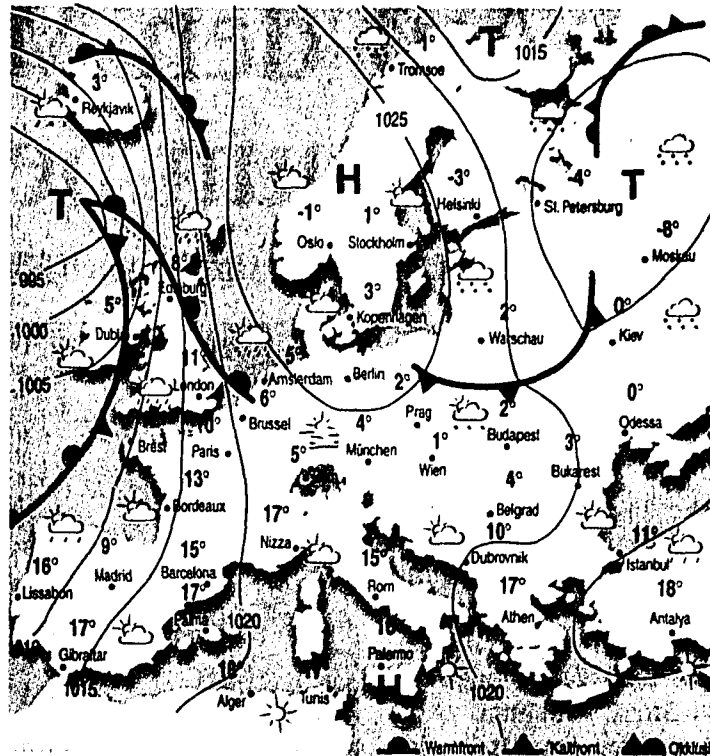 1°
T
1015
Tromsoe
3°
Reykjavik
1025
H
-3°
-4°
T
T
Helsinki
St. Petersburg
-1°
1°
-8°
Oslo
Stockholm
Moskau
8°
995
5°
3°
0°
Kopenhagen
2°
1000
Warschau
Kiev
11°
5°
1005
London
Amsterdam
Berlin
2°
6°
2°
0°
10°
Brussel
4°
Prag
Odessa
Brest
Paris
5°
München
1°
Budapest
3°
Wien
13°
4°
Bukarest
Bordeaux
17°
Belgrad
10°
9°
15°
Nizza
15°
Dubrovnik
11°
16°
Istanbul
Madrid
Barcelona
17°
Lissabon
17°
Rom
18°
17°
Palma
1020
Athen
Antalya
Gibraltar
Palermo
1015
H
1020
Alger
Tunis
Warmfront
Kaltfront